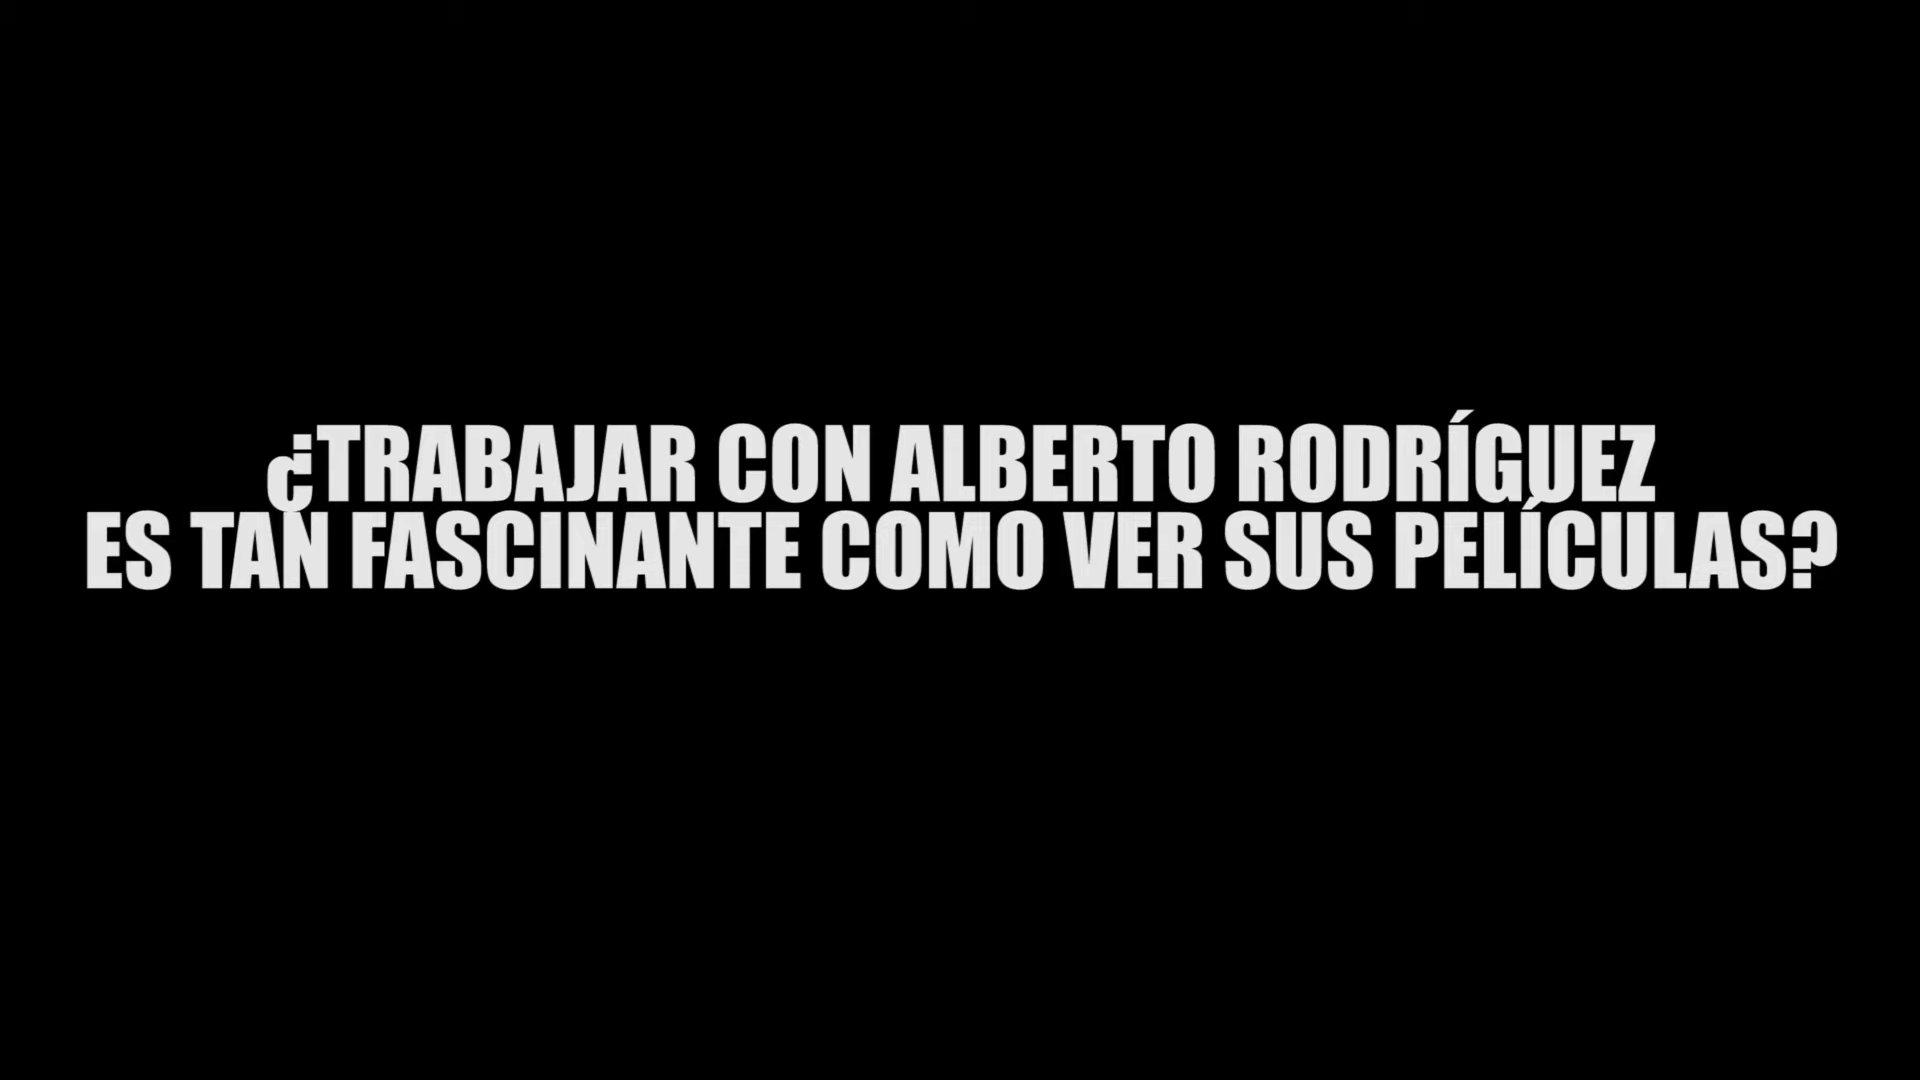 ¿TRABAJAR CON ALBERTO RODRÍGUEZ
ES TAN FASCINANTE COMO VER SUS PELÍCULAS?